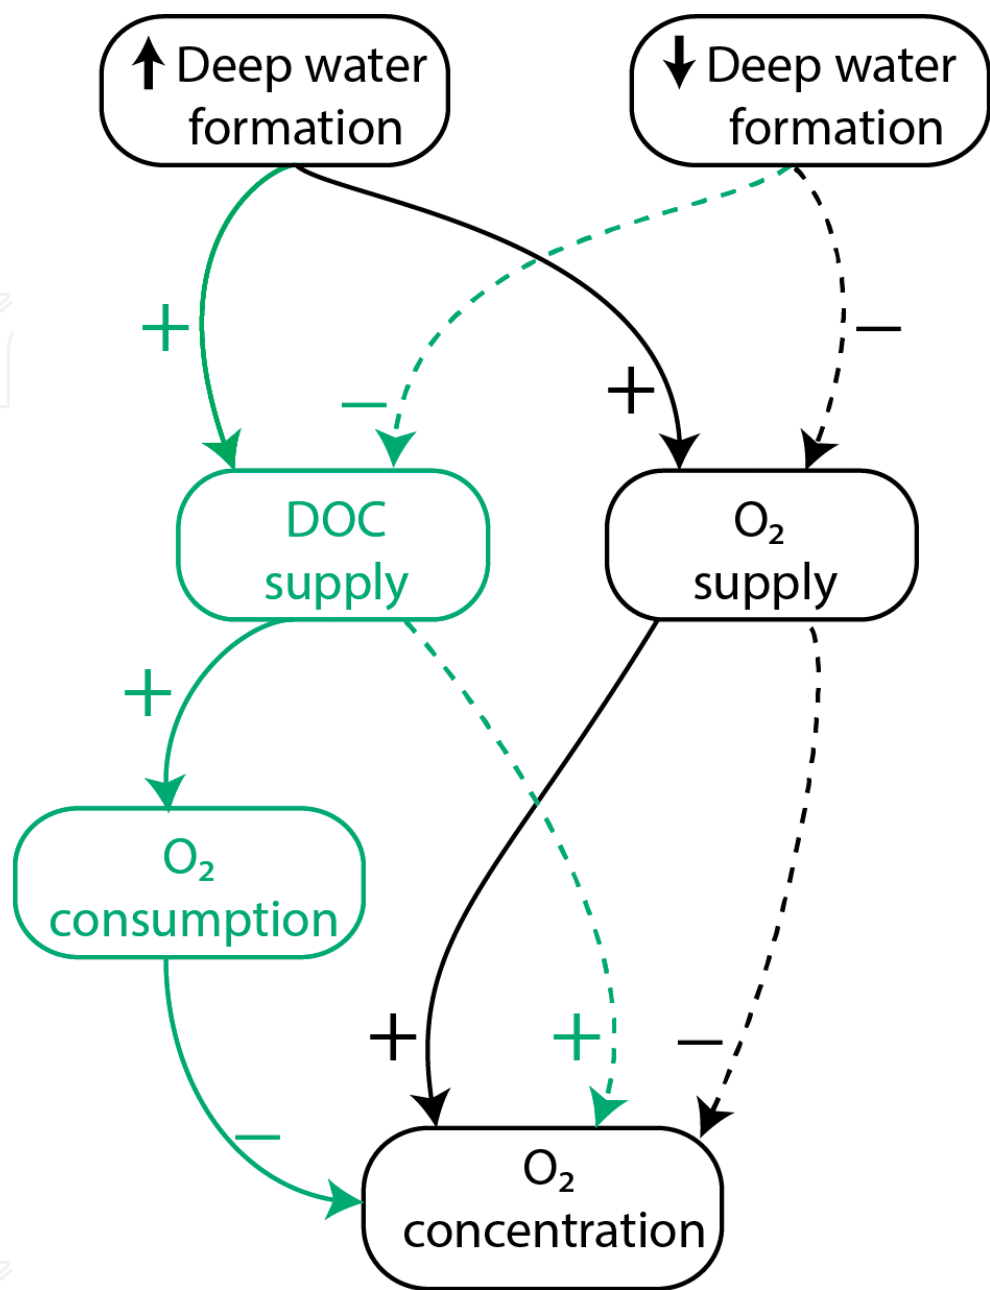 ↑ Deep water
formation
↓ Deep water
formation
+
−
+
−
DOC
supply
O₂
supply
+
O₂
consumption
+
+
−
−
O₂
concentration